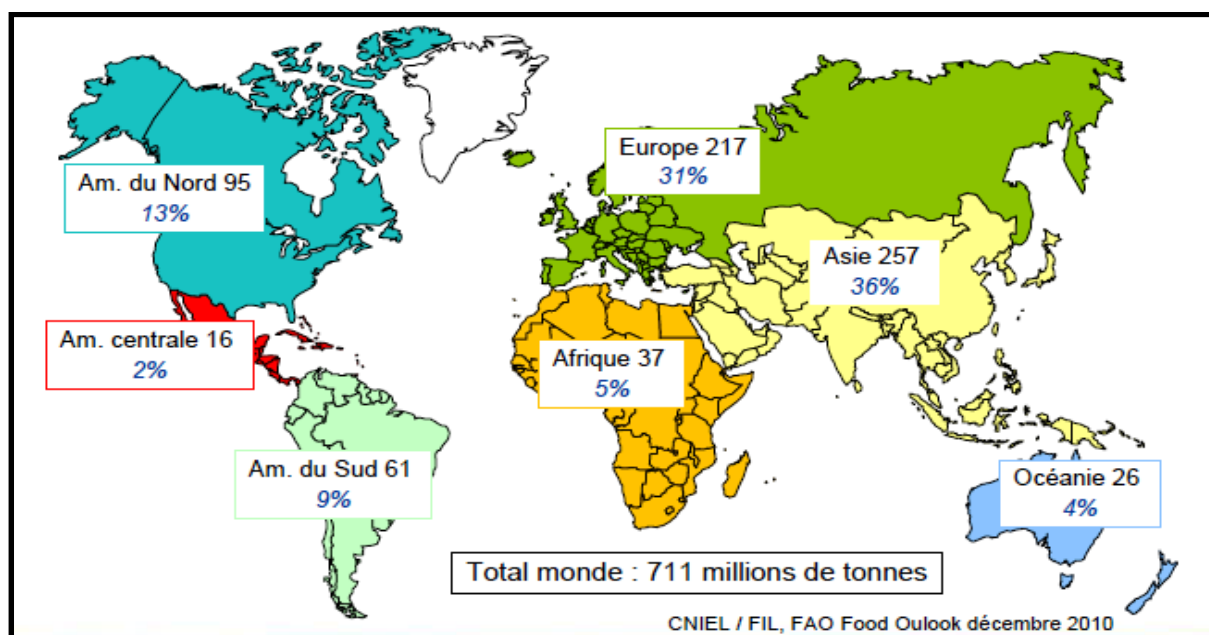 Europe 217
31%
Am. du Nord 95
13%
Asie 257
36%
Am. centrale 16
2%
Afrique 37
5%
Am. du Sud 61
9%
Océanie 26
4%
Total monde : 711 millions de tonnes
CNIEL / FIL, FAO Food Oulook décembre 2010